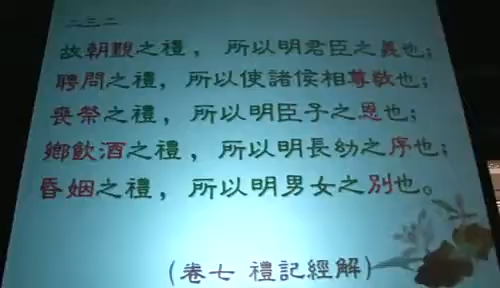 二三二
故朝覲之禮，所以明君臣之義也；
聘問之禮，所以使諸侯相尊敬也；
喪祭之禮，所以明臣子之恩也；
鄉飲酒之禮，所以明長幼之序也；
昏姻之禮，所以明男女之別也。
(卷七 禮記經解)